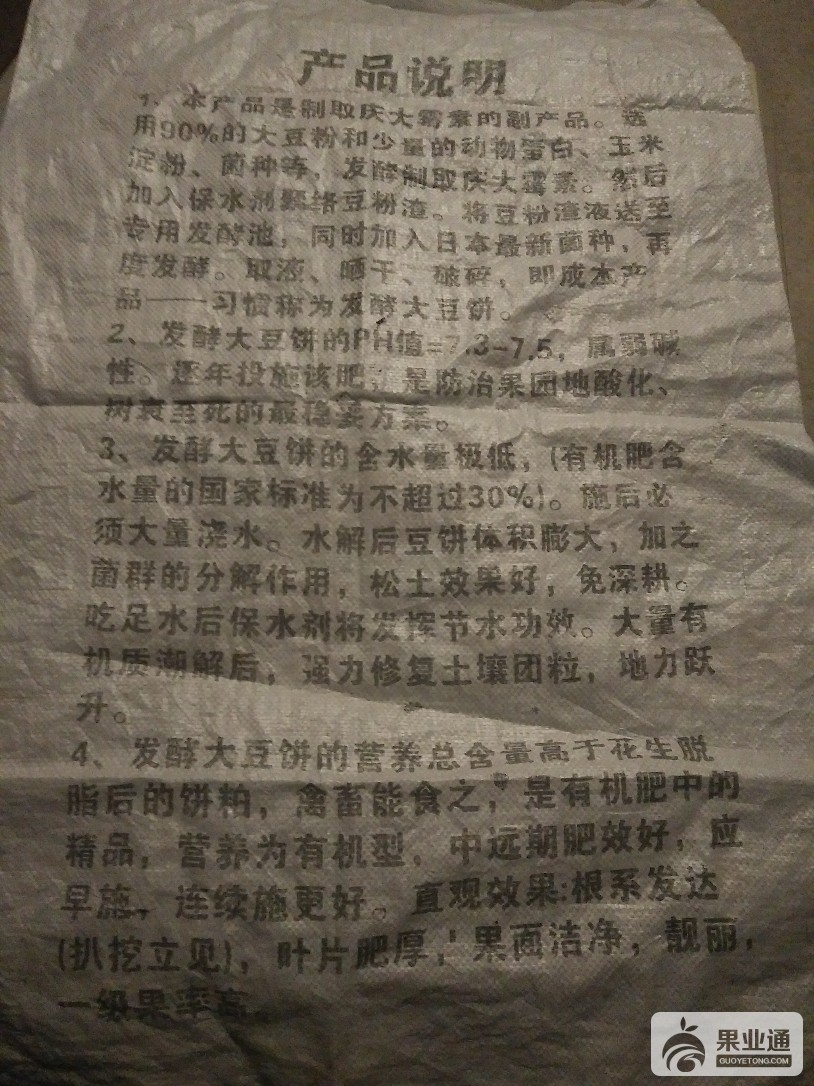 产品说明
1、本产品是制取庆大霉素的副产品。选
用90%的大豆粉和少量的动物蛋白、玉米
淀粉、菌种等，发酵制取庆大霉素。然后
加入保水剂絮络豆粉渣。将豆粉渣液送至
专用发酵池，同时加入日本最新菌种，再
度发酵。取液、晒干、破碎，即成本产
品——习惯称为发酵大豆饼。
2、发酵大豆饼的PH值=7.3-7.5，属弱碱
性。逐年投施该肥，是防治果园地酸化、
树衰至死的最稳妥方案。
3、发酵大豆饼的含水量极低，(有机肥含
水量的国家标准为不超过30%)。施后必
须大量浇水。水解后豆饼体积膨大，加之
菌群的分解作用，松土效果好，免深耕。
吃足水后保水剂将发挥节水功效。大量有
机质潮解后，强力修复土壤团粒，地力跃
升。
4、发酵大豆饼的营养总含量高于花生脱
脂后的饼粕，禽畜能食之，是有机肥中的
精品，营养为有机型，中远期肥效好，应
早施，连续施更好。直观效果:根系发达
(扒挖立见)，叶片肥厚，果面洁净，靓丽，
一级果率高。
果业通
GUOYETONG.COM